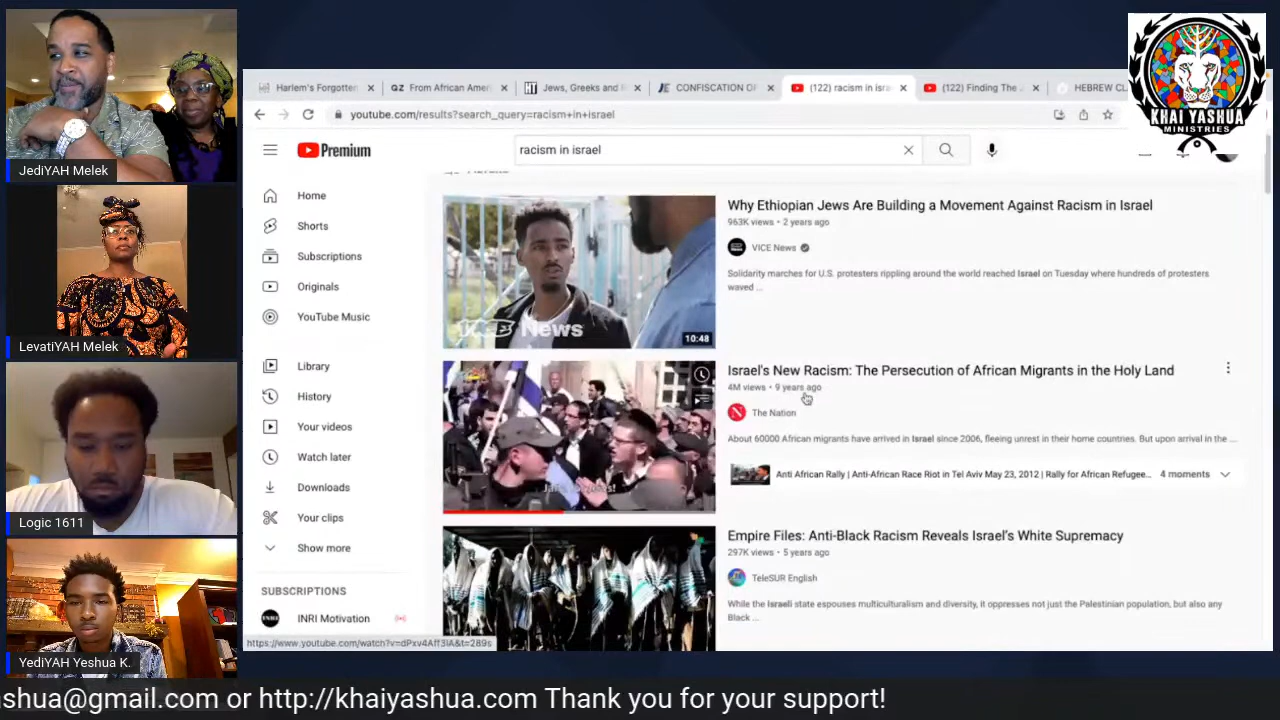 JediYAH Melek
LevatiYAH Melek
Logic 1611
YediYAH Yeshua K.
KHAI YASHUA
MINISTRIES
Harlem's Forgotten
QZ From African Amer
Jews, Greeks and
CONFISCATION OF
(122) racism in isra
(122) Finding The
HEBREW CL
youtube.com/results?search_query=racism+in+israel
Premium
racism in israel
Home
Shorts
Subscriptions
Originals
YouTube Music
Library
History
Your videos
Watch later
Downloads
Your clips
Show more
SUBSCRIPTIONS
INRI Motivation
https://www.youtube.com/watch?v=dPxv4Aff3IA&t=289s
Why Ethiopian Jews Are Building a Movement Against Racism in Israel
963K views • 2 years ago
VICE News
Solidarity marches for U.S. protesters rippling around the world reached Israel on Tuesday where hundreds of protesters
waved ...
News
10:48
Israel's New Racism: The Persecution of African Migrants in the Holy Land
4M views • 9 years ago
The Nation
About 60000 African migrants have arrived in Israel since 2006, fleeing unrest in their home countries. But upon arrival in the ...
Anti African Rally | Anti-African Race Riot in Tel Aviv May 23, 2012 | Rally for African Refugee...
4 moments
Empire Files: Anti-Black Racism Reveals Israel's White Supremacy
297K views • 5 years ago
TeleSUR English
While the Israeli state espouses multiculturalism and diversity, it oppresses not just the Palestinian population, but also any
Black ...
ashua@gmail.com or http://khaiyashua.com Thank you for your support!